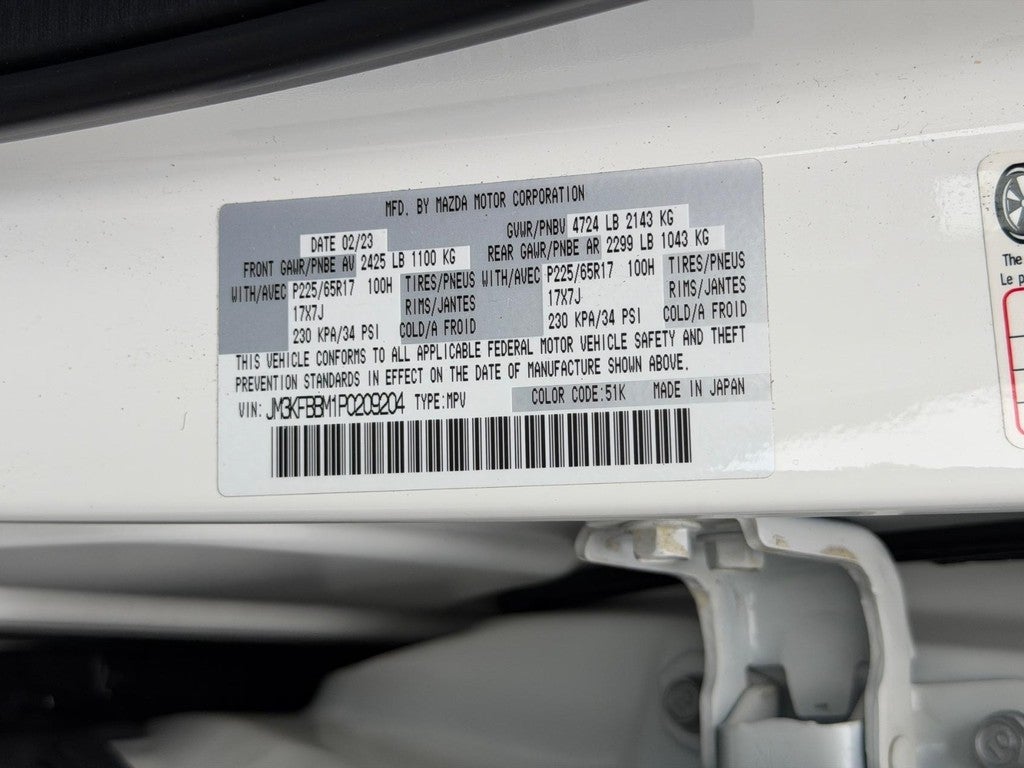 MFD. BY MAZDA MOTOR CORPORATION
DATE 02/23 GVWR/PNBV 4724 LB 2143 KG
FRONT GAWR/PNBE AV 2425 LB 1100 KG REAR GAWR/PNBE AR 2299 LB 1043 KG
WITH/AVEC P225/65R17 100H TIRES/PNEUS WITH/AVEC P225/65R17 100H TIRES/PNEUS
17X7J RIMS/JANTES 17X7J RIMS/JANTES
230 KPA/34 PSI COLD/A FROID 230 KPA/34 PSI COLD/A FROID
THIS VEHICLE CONFORMS TO ALL APPLICABLE FEDERAL MOTOR VEHICLE SAFETY AND THEFT
PREVENTION STANDARDS IN EFFECT ON THE DATE OF MANUFACTURE SHOWN ABOVE.
VIN: JM3KFBBM1P0209204 TYPE:MPV COLOR CODE:51K MADE IN JAPAN
The
Le p